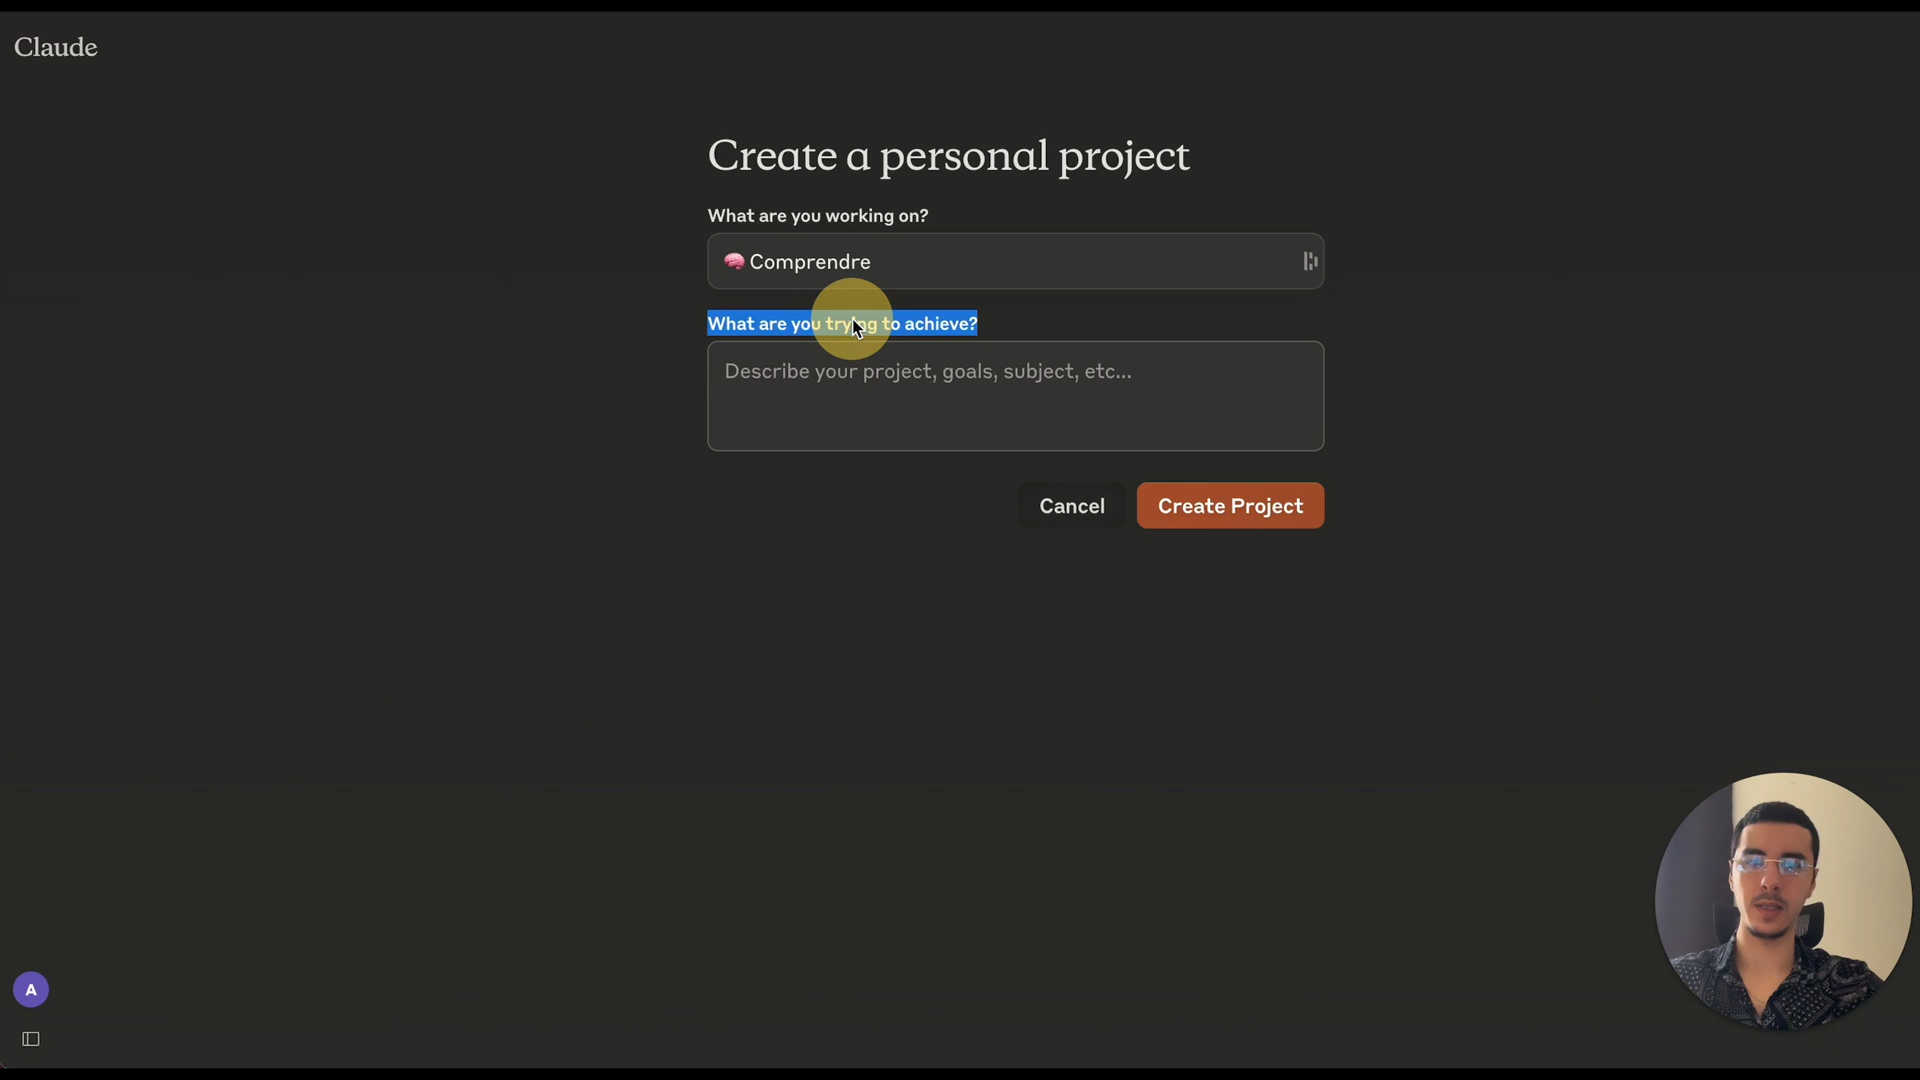 Claude
Create a personal project
What are you working on?
🧠 Comprendre
What are you trying to achieve?
Describe your project, goals, subject, etc...
Cancel
Create Project
A